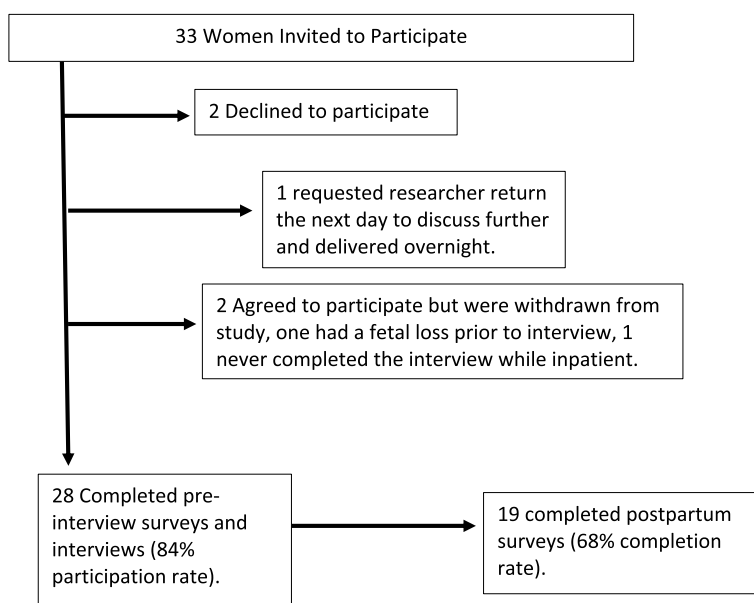 33 Women Invited to Participate
2 Declined to participate
1 requested researcher return
the next day to discuss further
and delivered overnight.
2 Agreed to participate but were withdrawn from
study, one had a fetal loss prior to interview, 1
never completed the interview while inpatient.
28 Completed pre-
interview surveys and
interviews (84%
participation rate).
19 completed postpartum
surveys (68% completion
rate).